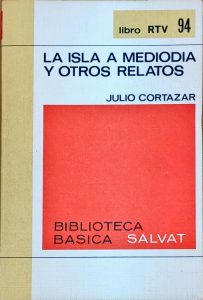 libro RTV 94
LA ISLA A MEDIODIA
Y OTROS RELATOS
JULIO CORTAZAR
BIBLIOTECA
BASICA SALVAT